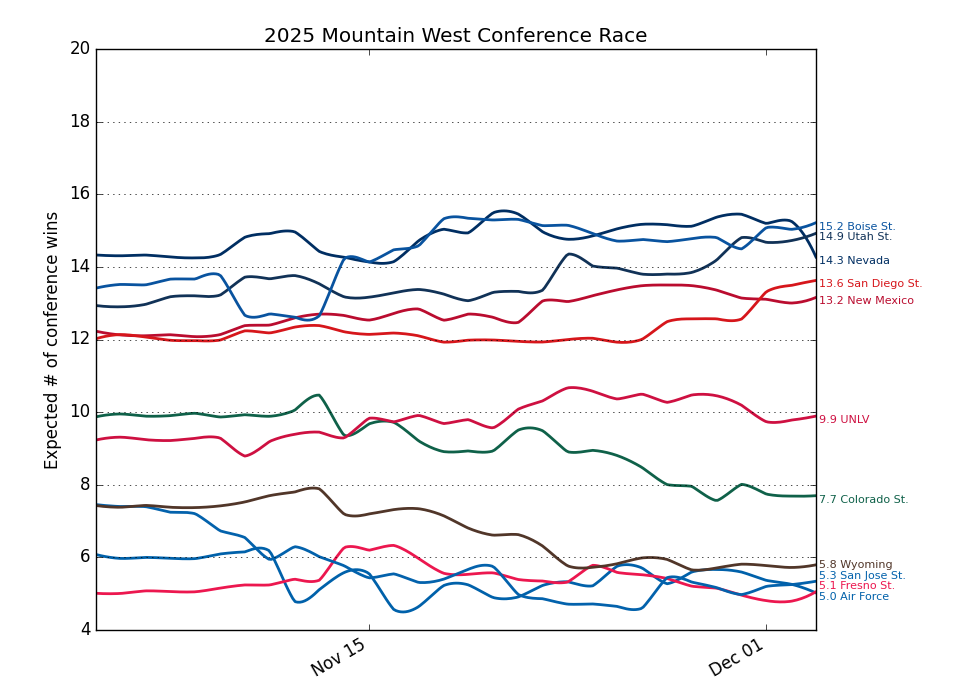 2025 Mountain West Conference Race
Expected # of conference wins
20
18
16
14
12
10
8
6
4
15.2 Boise St.
14.9 Utah St.
14.3 Nevada
13.6 San Diego St.
13.2 New Mexico
9.9 UNLV
7.7 Colorado St.
5.8 Wyoming
5.3 San Jose St.
5.1 Fresno St.
5.0 Air Force
Nov 15
Dec 01